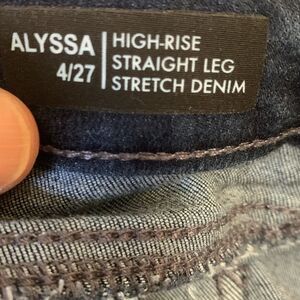 ALYSSA
4/27
HIGH-RISE
STRAIGHT LEG
STRETCH DENIM